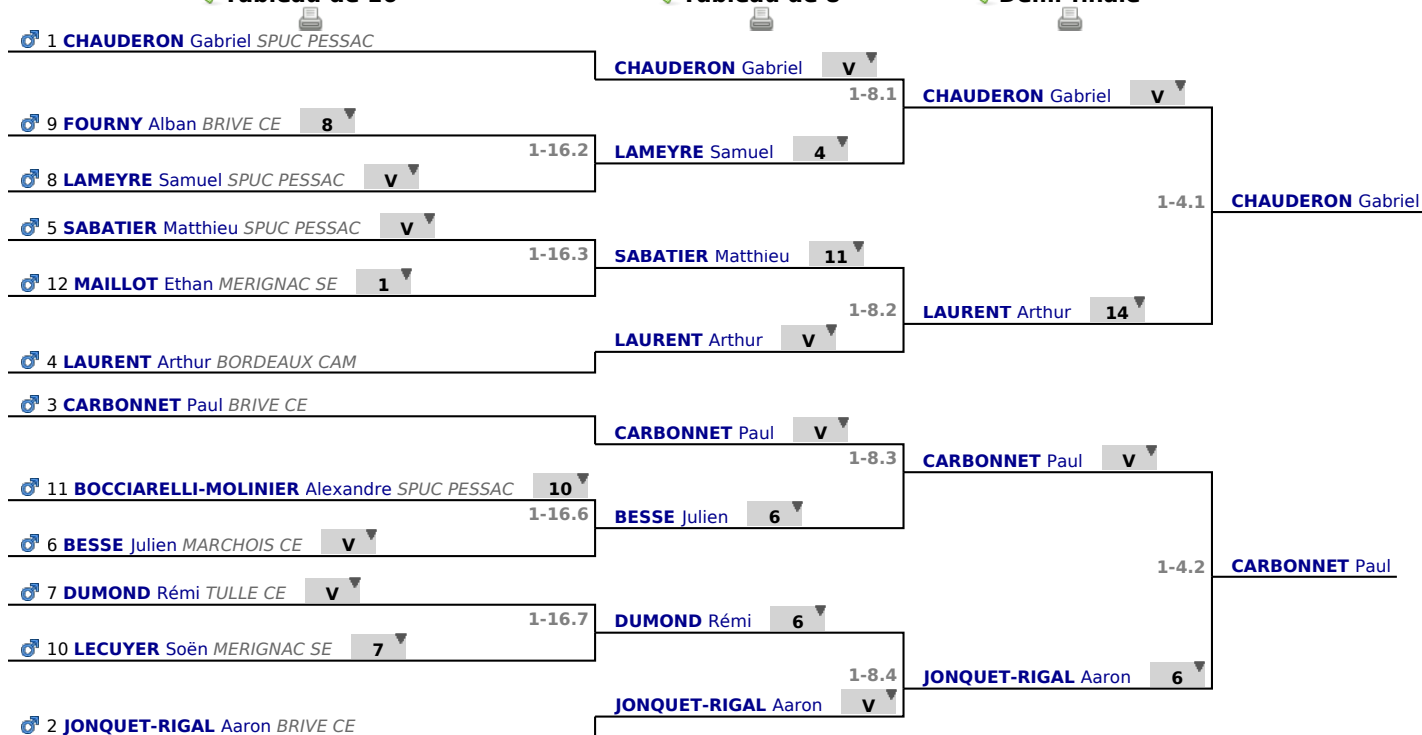 1 CHAUDERON Gabriel SPUC PESSAC
9 FOURNY Alban BRIVE CE 8
1-16.2
8 LAMEYRE Samuel SPUC PESSAC V
5 SABATIER Matthieu SPUC PESSAC V
1-16.3
12 MAILLOT Ethan MERIGNAC SE 1
4 LAURENT Arthur BORDEAUX CAM
3 CARBONNET Paul BRIVE CE
11 BOCCIARELLI-MOLINIER Alexandre SPUC PESSAC 10
1-16.6
6 BESSE Julien MARCHOIS CE V
7 DUMOND Rémi TULLE CE V
1-16.7
10 LECUYER Soën MERIGNAC SE 7
2 JONQUET-RIGAL Aaron BRIVE CE
CHAUDERON Gabriel V
1-8.1
LAMEYRE Samuel 4
SABATIER Matthieu 11
1-8.2
LAURENT Arthur V
CARBONNET Paul V
1-8.3
BESSE Julien 6
DUMOND Rémi 6
1-8.4
JONQUET-RIGAL Aaron V
CHAUDERON Gabriel V
1-4.1
LAURENT Arthur 14
CARBONNET Paul V
1-4.2
JONQUET-RIGAL Aaron 6
CHAUDERON Gabriel
CARBONNET Paul